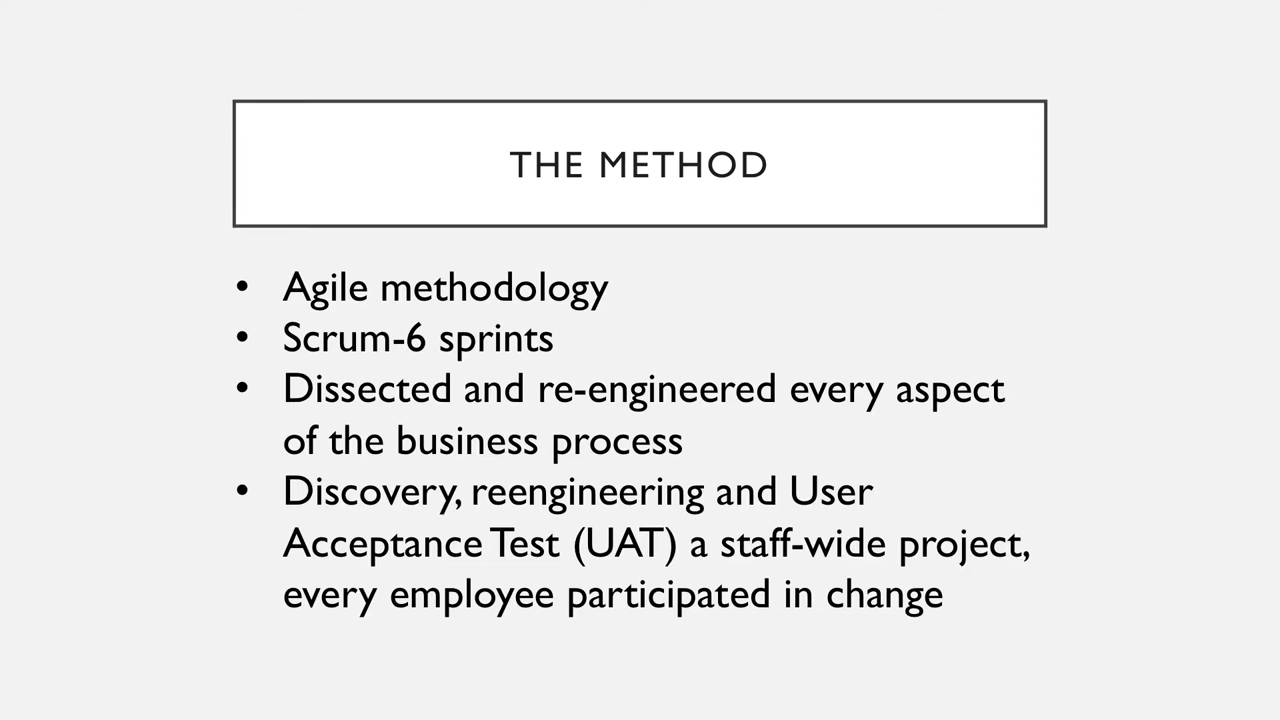 THE METHOD
• Agile methodology
• Scrum-6 sprints
• Dissected and re-engineered every aspect
of the business process
• Discovery, reengineering and User
Acceptance Test (UAT) a staff-wide project,
every employee participated in change